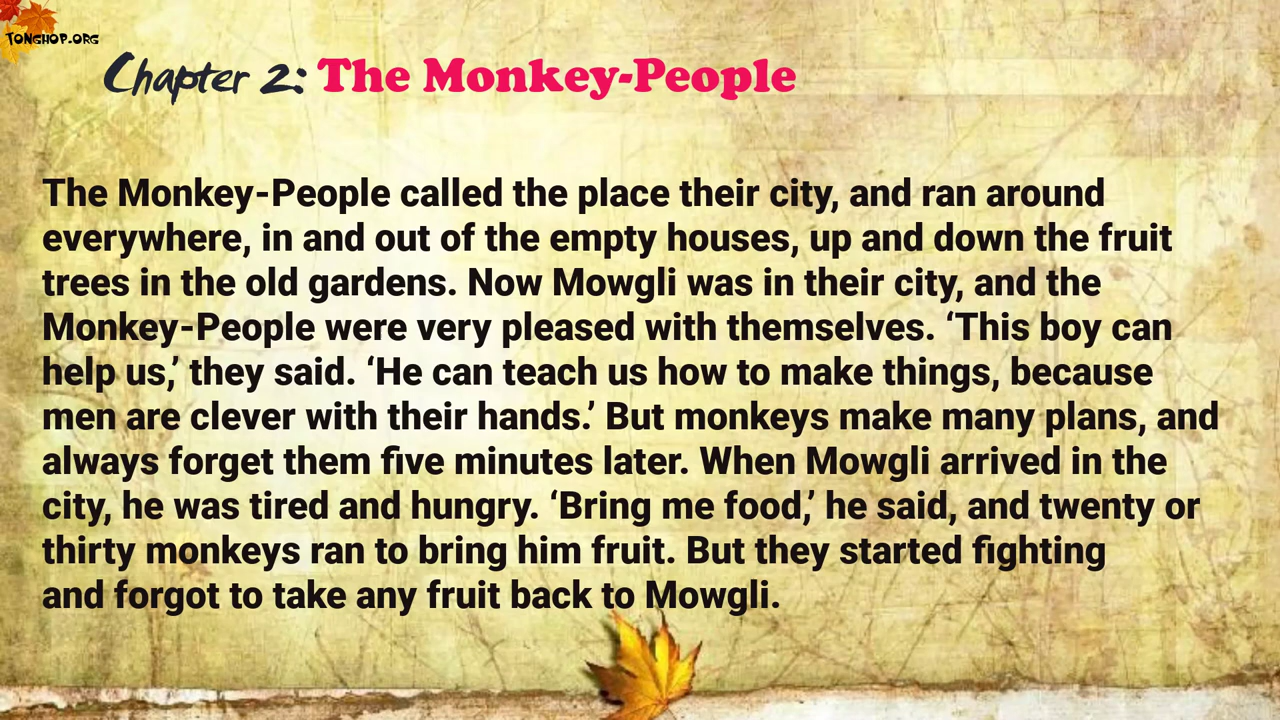 TONGHOP.ORG
Chapter 2: The Monkey-People
The Monkey-People called the place their city, and ran around
everywhere, in and out of the empty houses, up and down the fruit
trees in the old gardens. Now Mowgli was in their city, and the
Monkey-People were very pleased with themselves. ‘This boy can
help us,’ they said. ‘He can teach us how to make things, because
men are clever with their hands.’ But monkeys make many plans, and
always forget them five minutes later. When Mowgli arrived in the
city, he was tired and hungry. ‘Bring me food,’ he said, and twenty or
thirty monkeys ran to bring him fruit. But they started fighting
and forgot to take any fruit back to Mowgli.